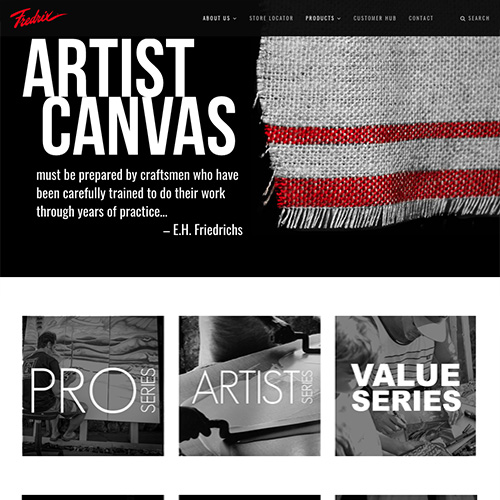 Fredrix
ABOUT US
STORE LOCATOR
PRODUCTS
CUSTOMER HUB
CONTACT
SEARCH
ARTIST
CANVAS
must be prepared by craftsmen who have
been carefully trained to do their work
through years of practice...
– E.H. Friedrichs
PRO SERIES
ARTIST SERIES
VALUE
SERIES